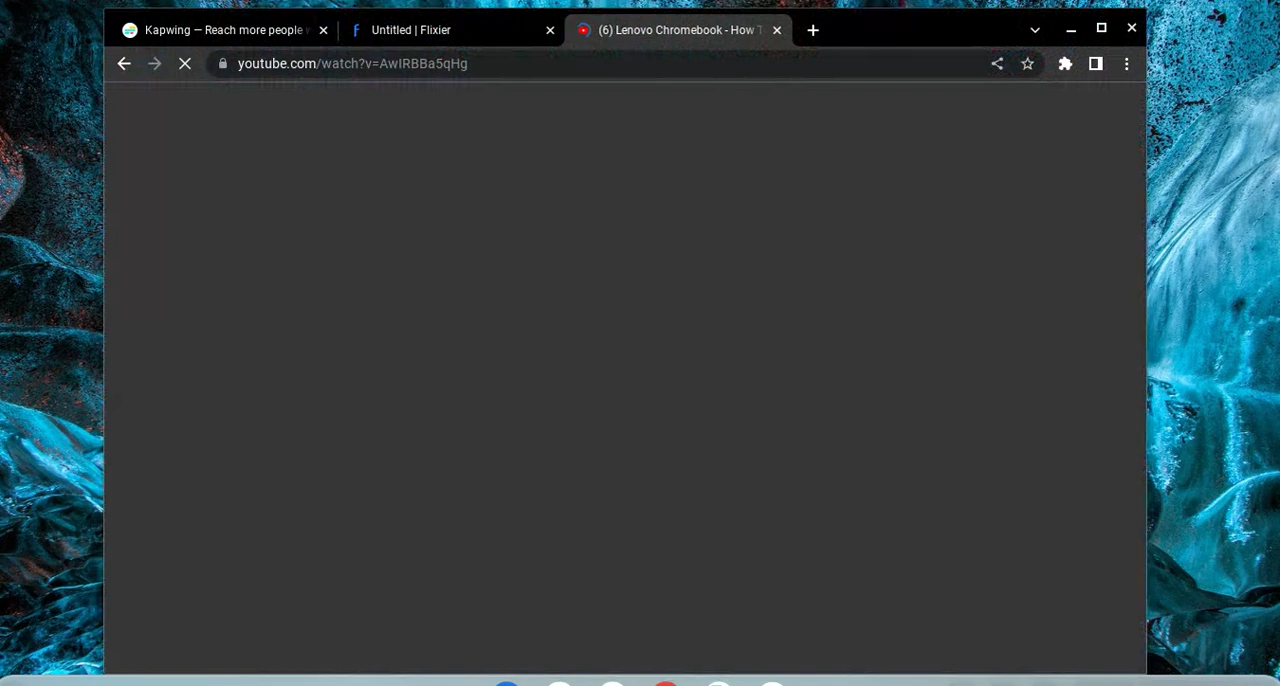 Kapwing — Reach more people
Untitled | Flixier
(6) Lenovo Chromebook - How T
youtube.com/watch?v=AwIRBBa5qHg